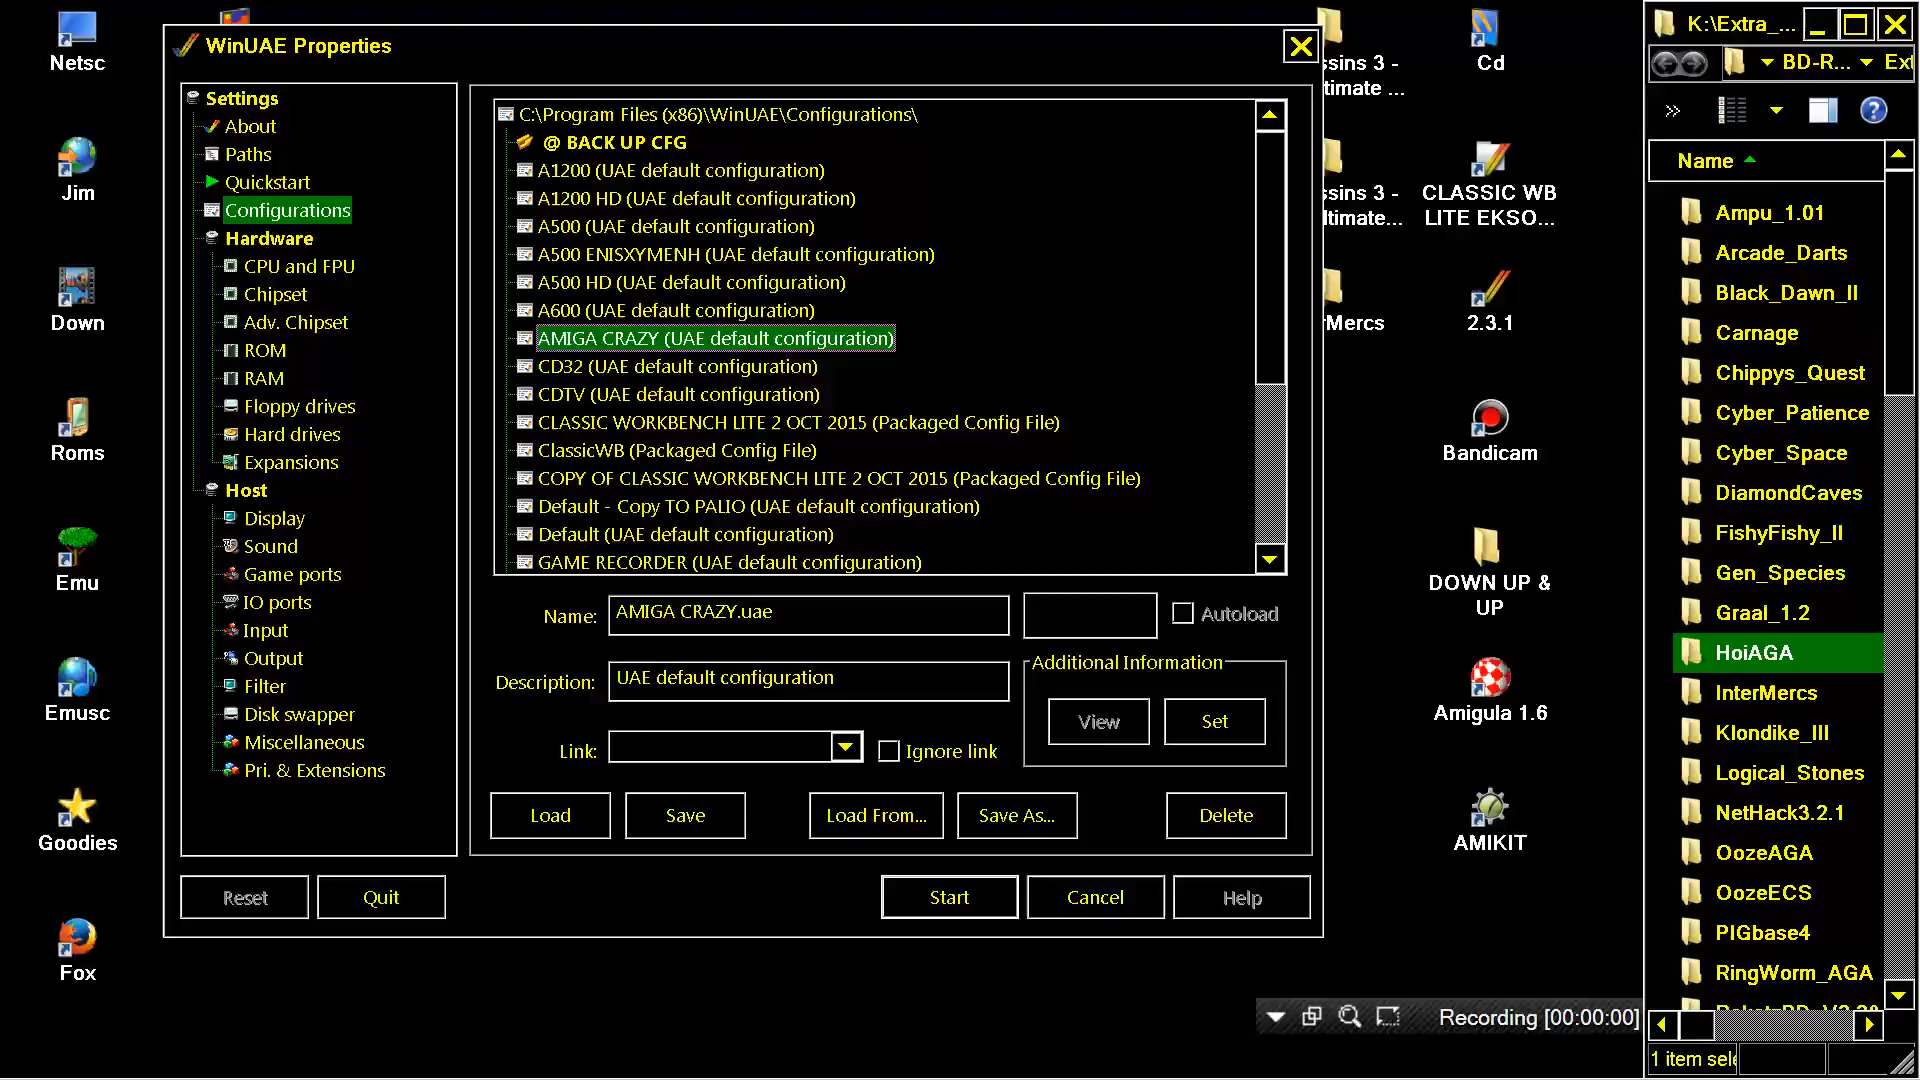 Netsc
Jim
Down
Roms
Emu
Emusc
Goodies
Fox
WinUAE Properties
Settings
About
Paths
Quickstart
Configurations
Hardware
CPU and FPU
Chipset
Adv. Chipset
ROM
RAM
Floppy drives
Hard drives
Expansions
Host
Display
Sound
Game ports
IO ports
Input
Output
Filter
Disk swapper
Miscellaneous
Pri. & Extensions
Reset
Quit
C:\Program Files (x86)\WinUAE\Configurations\
@ BACK UP CFG
A1200 (UAE default configuration)
A1200 HD (UAE default configuration)
A500 (UAE default configuration)
A500 ENISXYMENH (UAE default configuration)
A500 HD (UAE default configuration)
A600 (UAE default configuration)
AMIGA CRAZY (UAE default configuration)
CD32 (UAE default configuration)
CDTV (UAE default configuration)
CLASSIC WORKBENCH LITE 2 OCT 2015 (Packaged Config File)
ClassicWB (Packaged Config File)
COPY OF CLASSIC WORKBENCH LITE 2 OCT 2015 (Packaged Config File)
Default - Copy TO PALIO (UAE default configuration)
Default (UAE default configuration)
GAME RECORDER (UAE default configuration)
Name: AMIGA CRAZY.uae
Autoload
Description: UAE default configuration
Additional Information
View Set
Link:
Ignore link
Load Save Load From... Save As... Delete
Start Cancel Help
ssins 3 -
timate ...
ssins 3 -
ltimate...
Mercs
Cd
CLASSIC WB
LITE EKSO...
2.3.1
Bandicam
DOWN UP &
UP
Amigula 1.6
AMIKIT
Recording [00:00:00]
K:\Extra_...
BD-R... Ext
»
Name
Ampu_1.01
Arcade_Darts
Black_Dawn_II
Carnage
Chippys_Quest
Cyber_Patience
Cyber_Space
DiamondCaves
FishyFishy_II
Gen_Species
Graal_1.2
HoiAGA
InterMercs
Klondike_III
Logical_Stones
NetHack3.2.1
OozeAGA
OozeECS
PIGbase4
RingWorm_AGA
1 item sele